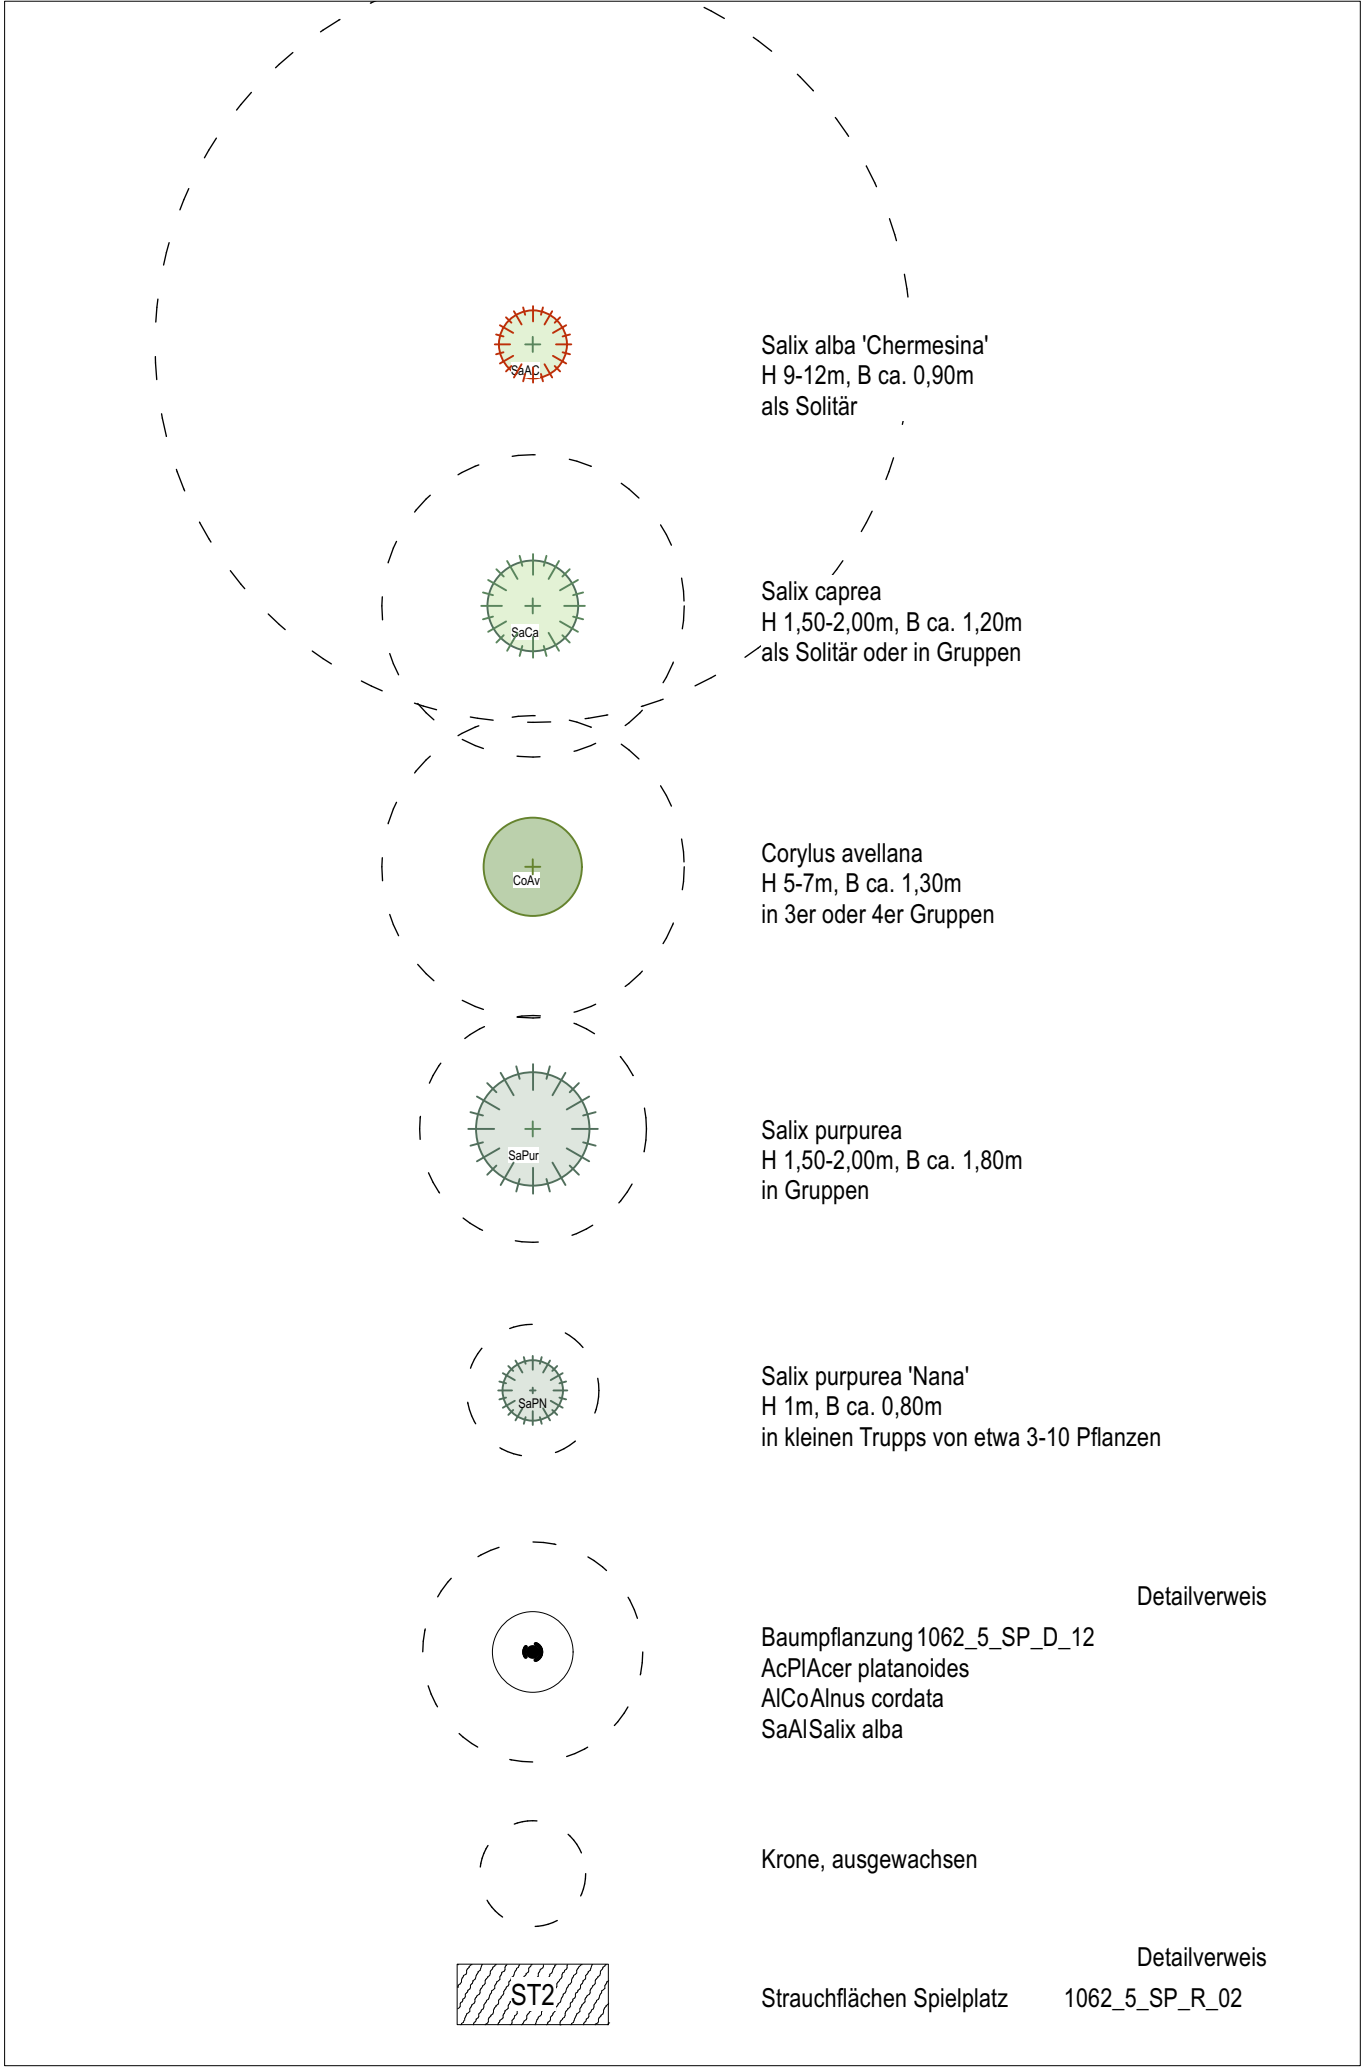 SaAC
Salix alba 'Chermesina'
H 9-12m, B ca. 0,90m
als Solitär
SaCa
Salix caprea
H 1,50-2,00m, B ca. 1,20m
als Solitär oder in Gruppen
CoAv
Corylus avellana
H 5-7m, B ca. 1,30m
in 3er oder 4er Gruppen
SaPur
Salix purpurea
H 1,50-2,00m, B ca. 1,80m
in Gruppen
SaPN
Salix purpurea 'Nana'
H 1m, B ca. 0,80m
in kleinen Trupps von etwa 3-10 Pflanzen
Detailverweis
Baumpflanzung 1062_5_SP_D_12
AcPlAcer platanoides
AlCoAlnus cordata
SaAlSalix alba
Krone, ausgewachsen
Detailverweis
ST2
Strauchflächen Spielplatz 1062_5_SP_R_02